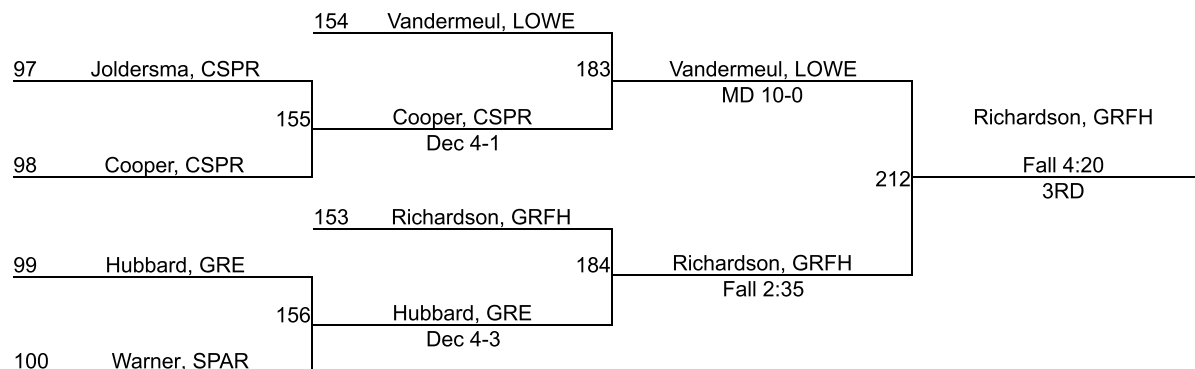 154 Vandermeul, LOWE
97 Joldersma, CSPR
183 Vandermeul, LOWE
MD 10-0
155 Cooper, CSPR
Dec 4-1
Richardson, GRFH
98 Cooper, CSPR
Fall 4:20
212
3RD
153 Richardson, GRFH
99 Hubbard, GRE
184 Richardson, GRFH
Fall 2:35
156 Hubbard, GRE
Dec 4-3
100 Warner, SPAR